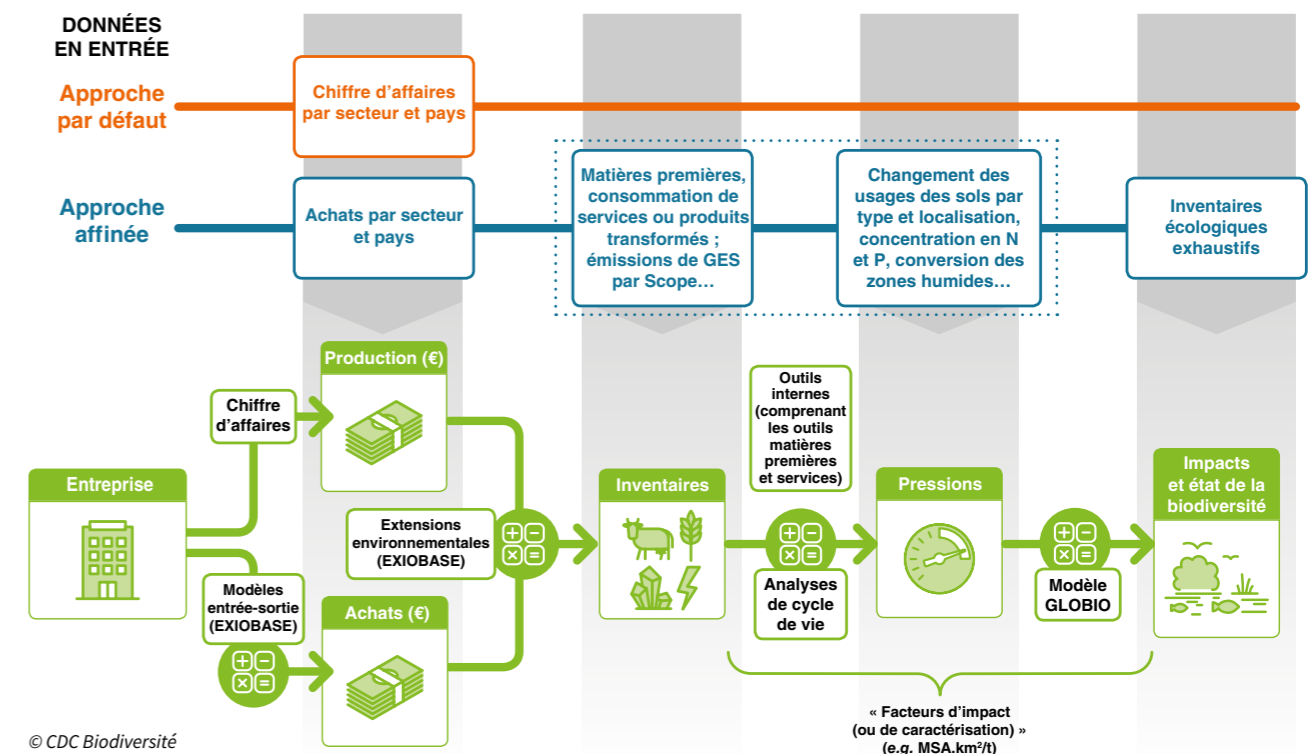 DONNÉES
EN ENTRÉE
Approche
par défaut
Chiffre d'affaires
par secteur et pays
Approche
affinée
Achats par secteur
et pays
Matières premières,
consommation de
services ou produits
transformés ;
émissions de GES
par Scope…
Changement des
usages des sols par
type et localisation,
concentration en N
et P, conversion des
zones humides…
Inventaires
écologiques
exhaustifs
Entreprise
Chiffre
d'affaires
Production (€)
Modèles
entrée-sortie
(EXIOBASE)
Achats (€)
Extensions
environnementales
(EXIOBASE)
Inventaires
Outils
internes
(comprenant
les outils
matières
premières
et services)
Analyses
de cycle
de vie
Pressions
Modèle
GLOBIO
Impacts
et état de la
biodiversité
« Facteurs d'impact
(ou de caractérisation) »
(e.g. MSA.km²/t)
© CDC Biodiversité